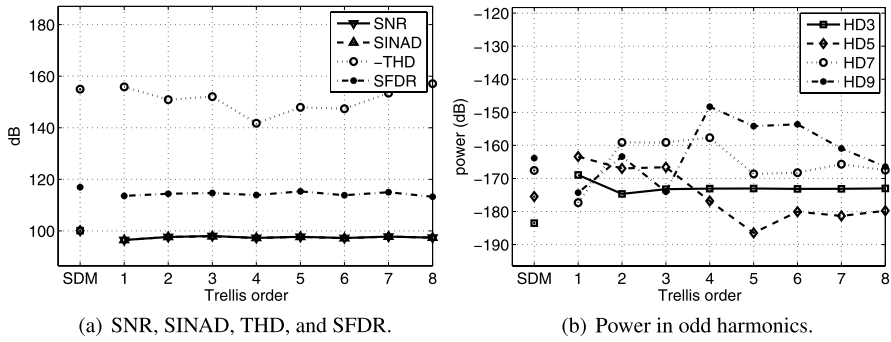 180
160
140
120
100
dB
SDM 1 2 3 4 5 6 7 8
Trellis order
SNR
SINAD
−THD
SFDR
(a) SNR, SINAD, THD, and SFDR.
−120
−130
−140
−150
−160
−170
−180
−190
power (dB)
SDM 1 2 3 4 5 6 7 8
Trellis order
HD3
HD5
HD7
HD9
(b) Power in odd harmonics.